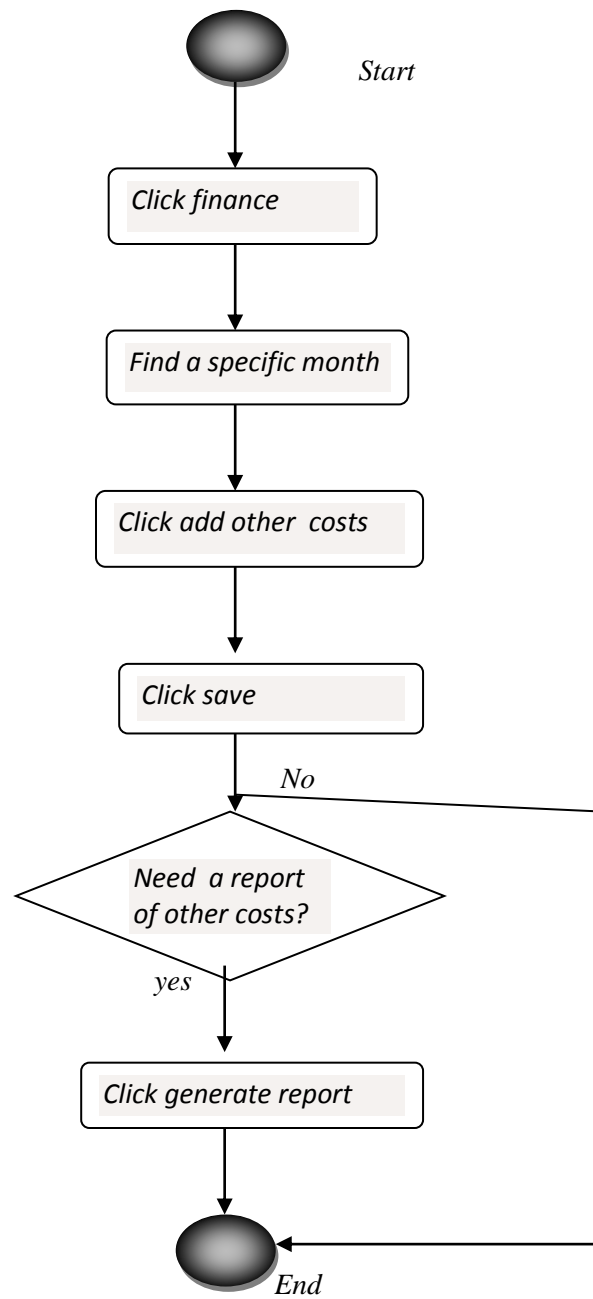 Start
Click finance
Find a specific month
Click add other  costs
Click save
No
Need  a report
of other costs?
yes
Click generate report
End